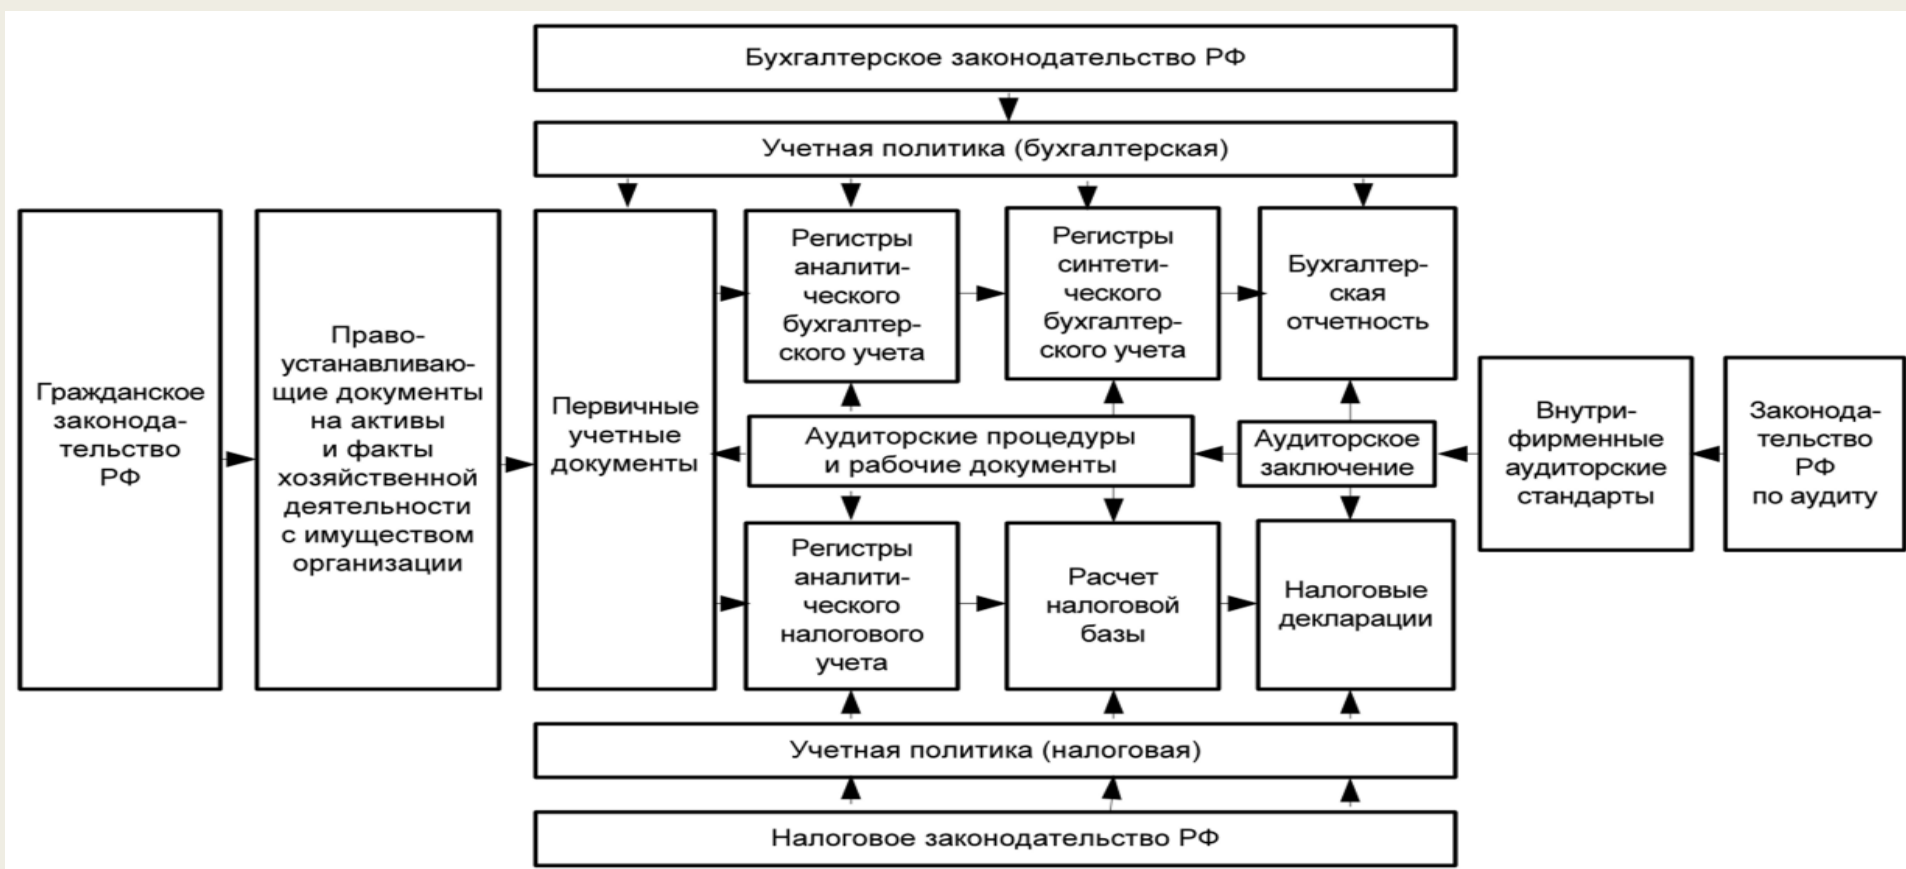 Бухгалтерское законодательство РФ
Учетная политика (бухгалтерская)
Гражданское
законода-
тельство
РФ
Право-
устанавливаю-
щие документы
на активы
и факты
хозяйственной
деятельности
с имуществом
организации
Первичные
учетные
документы
Регистры
аналити-
ческого
бухгалтер-
ского учета
Регистры
синтети-
ческого
бухгалтер-
ского учета
Бухгалтер-
ская
отчетность
Аудиторские процедуры
и рабочие документы
Аудиторское
заключение
Внутри-
фирменные
аудиторские
стандарты
Законода-
тельство
РФ
по аудиту
Регистры
аналити-
ческого
налогового
учета
Расчет
налоговой
базы
Налоговые
декларации
Учетная политика (налоговая)
Налоговое законодательство РФ